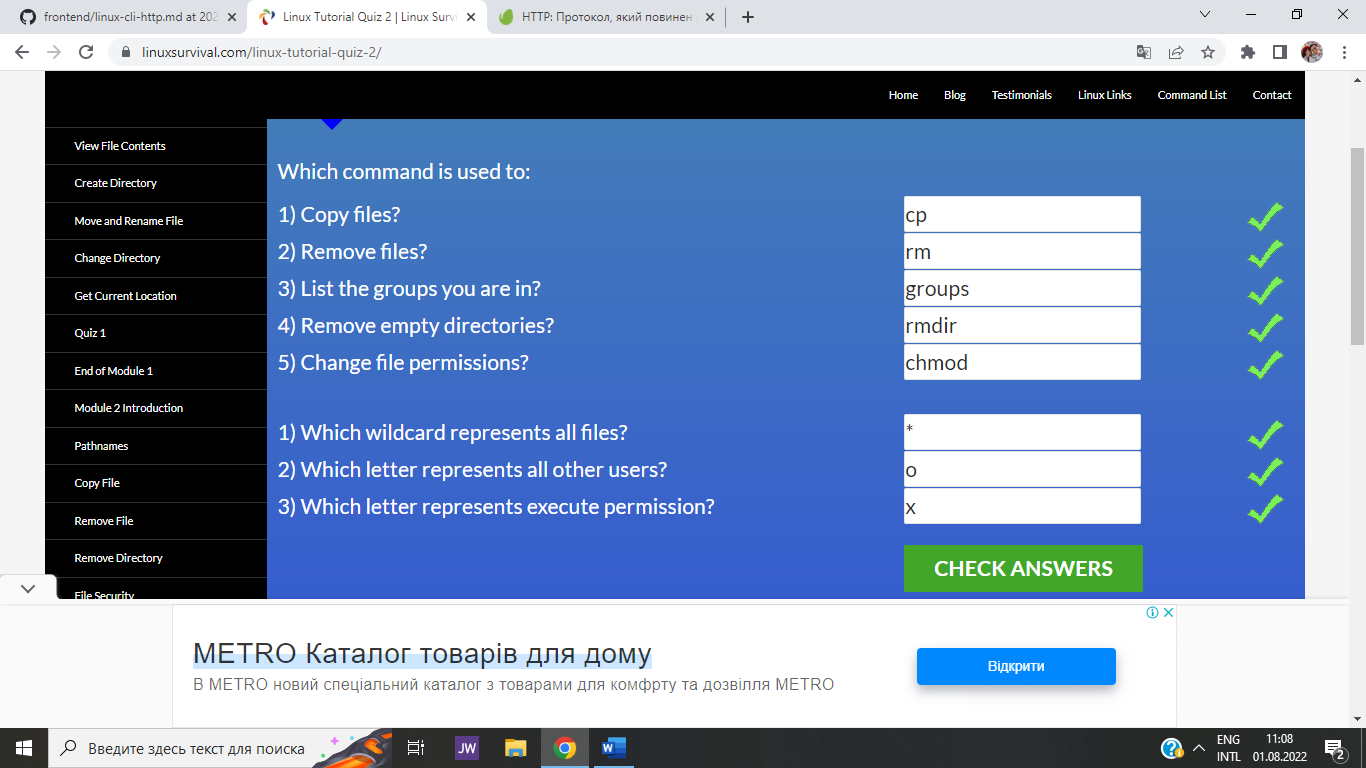 frontend/linux-cli-http.md at 202
Linux Tutorial Quiz 2 | Linux Survi
HTTP: Протокол, який повинен
linuxsurvival.com/linux-tutorial-quiz-2/
Home Blog Testimonials Linux Links Command List Contact
View File Contents
Create Directory
Move and Rename File
Change Directory
Get Current Location
Quiz 1
End of Module 1
Module 2 Introduction
Pathnames
Copy File
Remove File
Remove Directory
File Security
Which command is used to:
1) Copy files? cp
2) Remove files? rm
3) List the groups you are in? groups
4) Remove empty directories? rmdir
5) Change file permissions? chmod
1) Which wildcard represents all files? *
2) Which letter represents all other users? o
3) Which letter represents execute permission? x
CHECK ANSWERS
METRO Каталог товарів для дому
В METRO новий спеціальний каталог з товарами для комфрту та дозвілля METRO
Відкрити
Введите здесь текст для поиска
JW
W
ENG
INTL
11:08
01.08.2022
2